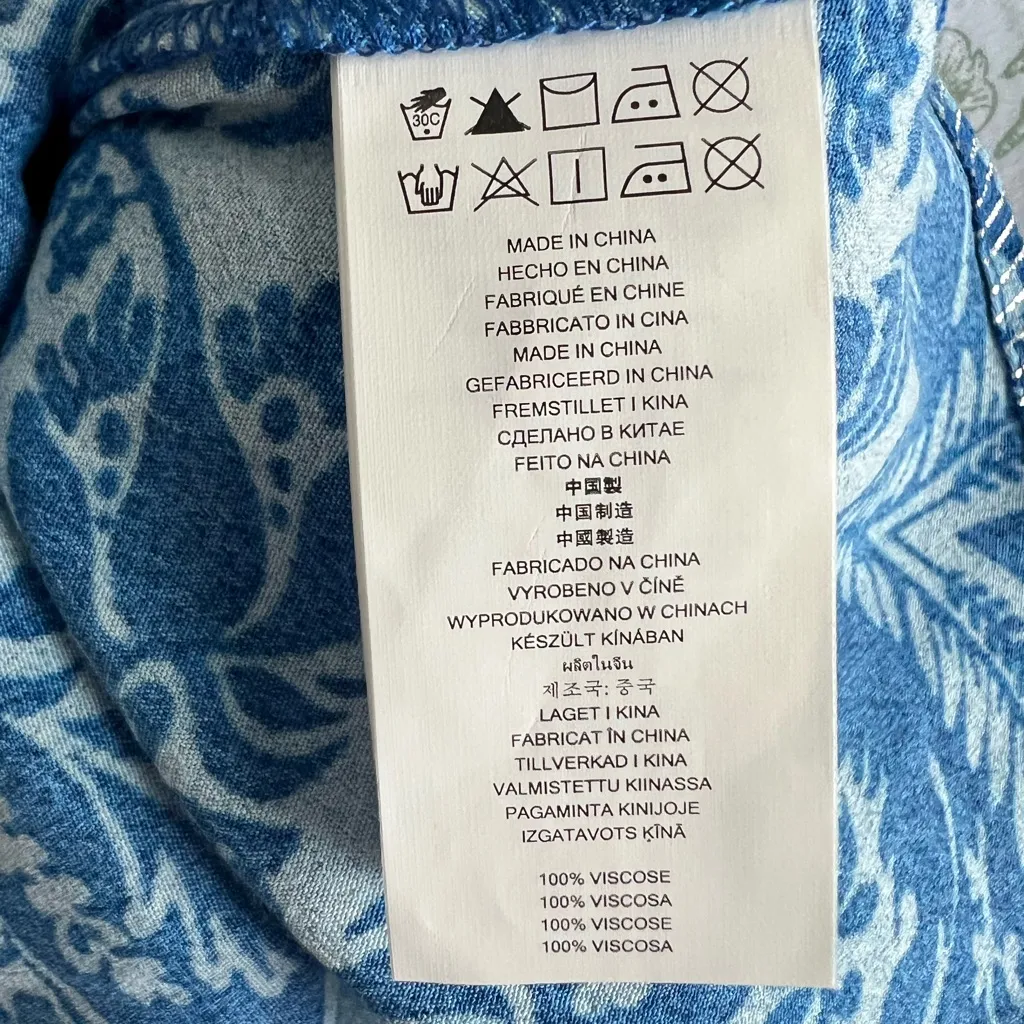 30C
MADE IN CHINA
HECHO EN CHINA
FABRIQUÉ EN CHINE
FABBRICATO IN CINA
MADE IN CHINA
GEFABRICEERD IN CHINA
FREMSTILLET I KINA
СДЕЛАНО В КИТАЕ
FEITO NA CHINA
中国製
中国制造
中國製造
FABRICADO NA CHINA
VYROBENO V ČÍNĚ
WYPRODUKOWANO W CHINACH
KÉSZÜLT KÍNÁBAN
ผลิตในจีน
제조국: 중국
LAGET I KINA
FABRICAT ÎN CHINA
TILLVERKAD I KINA
VALMISTETTU KIINASSA
PAGAMINTA KINIJOJE
IZGATAVOTS ĶĪNĀ
100% VISCOSE
100% VISCOSA
100% VISCOSE
100% VISCOSA